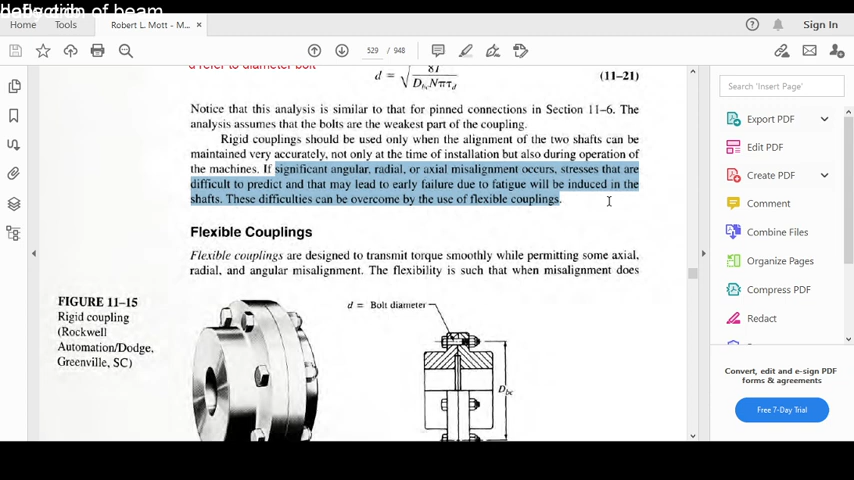 of beam
Home
Tools
Robert L. Mott - M...
×
Sign In
529 / 948
d refer to diameter bolt
d = √ 8T / D_bc Nπτ_d
(11–21)
Notice that this analysis is similar to that for pinned connections in Section 11–6. The
analysis assumes that the bolts are the weakest part of the coupling.
Rigid couplings should be used only when the alignment of the two shafts can be
maintained very accurately, not only at the time of installation but also during operation of
the machines. If significant angular, radial, or axial misalignment occurs, stresses that are
difficult to predict and that may lead to early failure due to fatigue will be induced in the
shafts. These difficulties can be overcome by the use of flexible couplings.
Flexible Couplings
Flexible couplings are designed to transmit torque smoothly while permitting some axial,
radial, and angular misalignment. The flexibility is such that when misalignment does
FIGURE 11–15
Rigid coupling
(Rockwell
Automation/Dodge,
Greenville, SC)
d = Bolt diameter
D_bc
Search 'Insert Page'
Export PDF
Edit PDF
Create PDF
Comment
Combine Files
Organize Pages
Compress PDF
Redact
Convert, edit and e-sign PDF
forms & agreements
Free 7-Day Trial